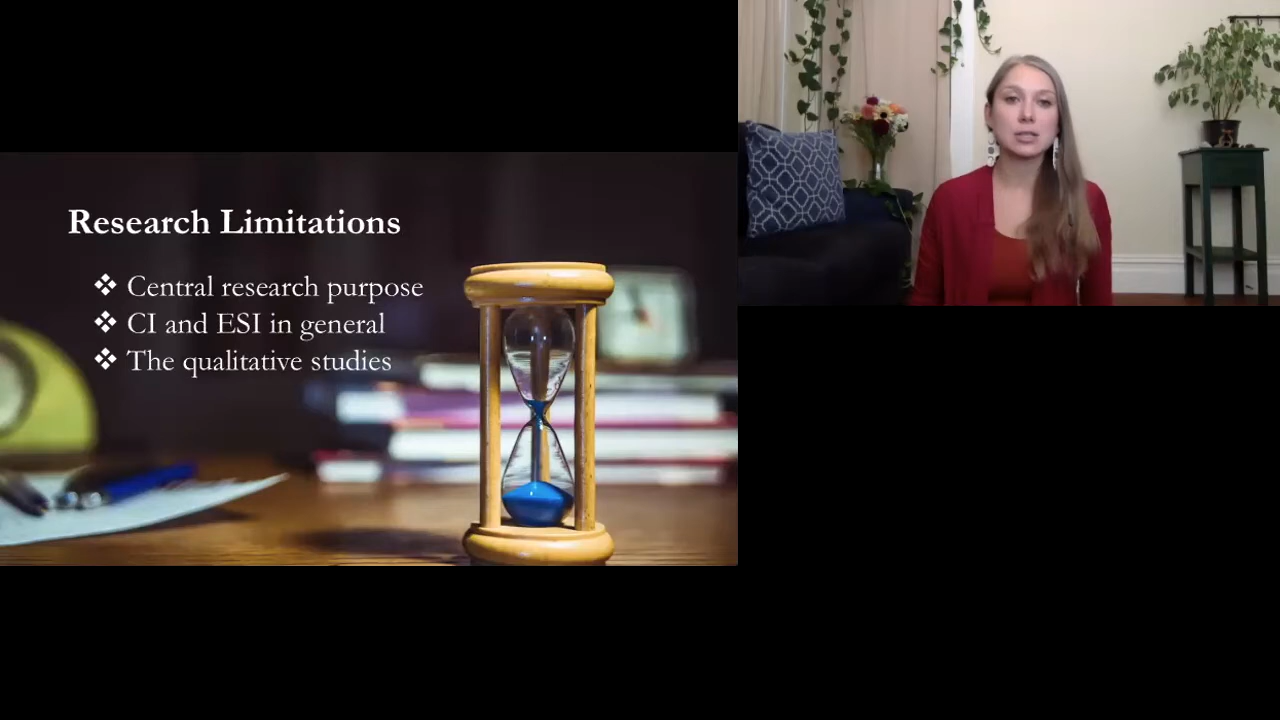 Research Limitations
❖ Central research purpose
❖ CI and ESI in general
❖ The qualitative studies